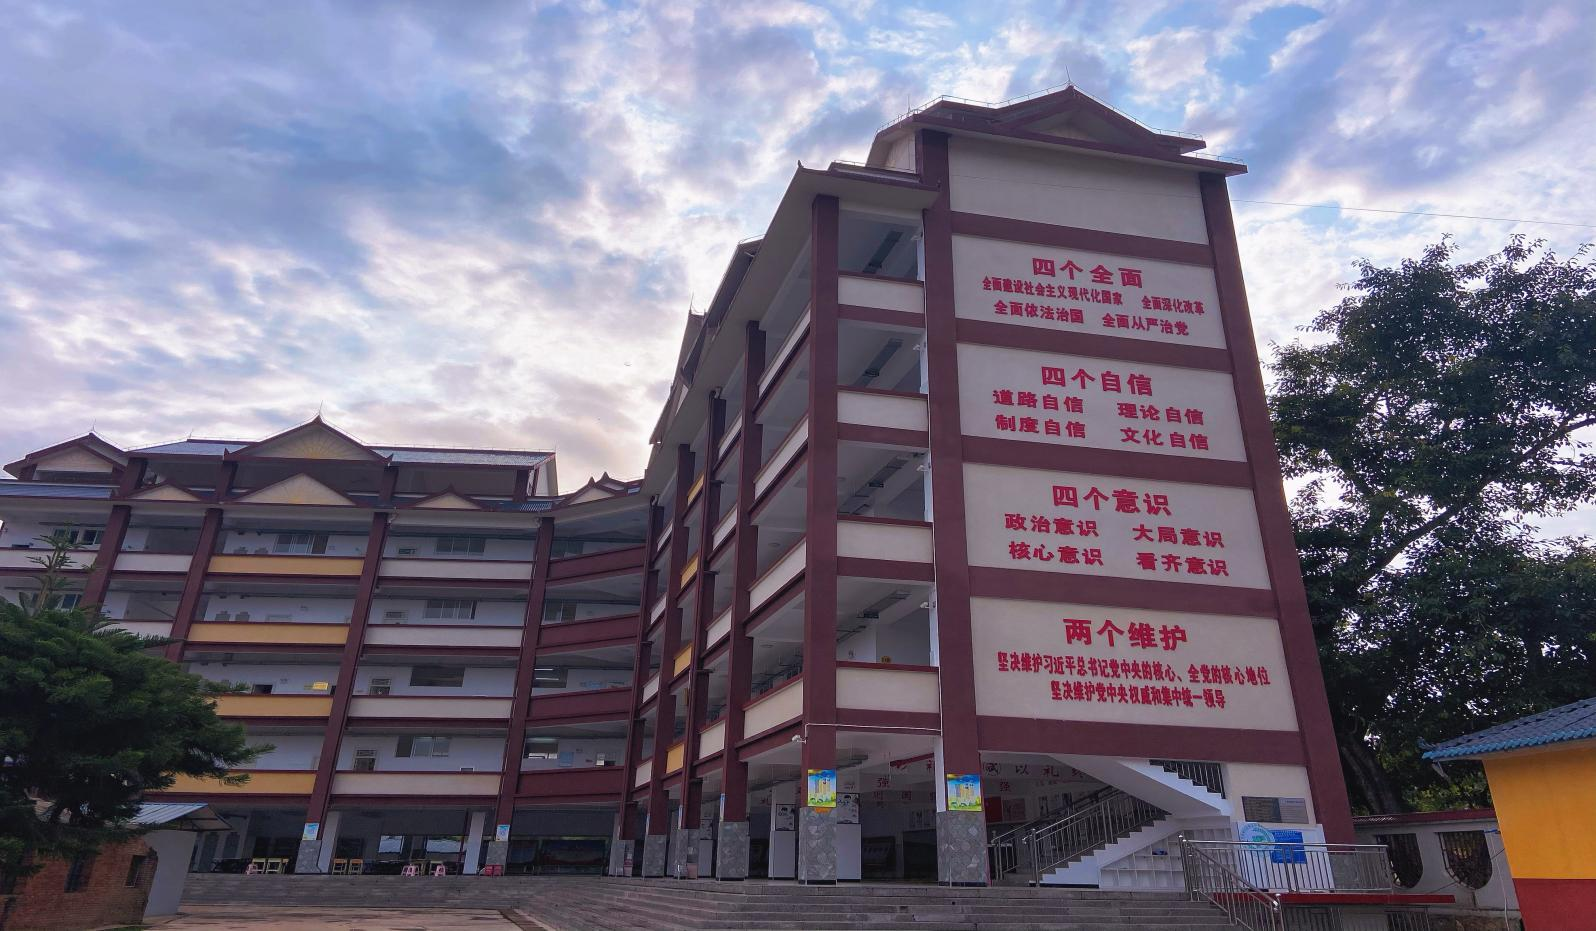 四个全面
全面建设社会主义现代化国家 全面深化改革
全面依法治国 全面从严治党
四个自信
道路自信 理论自信
制度自信 文化自信
四个意识
政治意识 大局意识
核心意识 看齐意识
两个维护
坚决维护习近平总书记党中央的核心、全党的核心地位
坚决维护党中央权威和集中统一领导